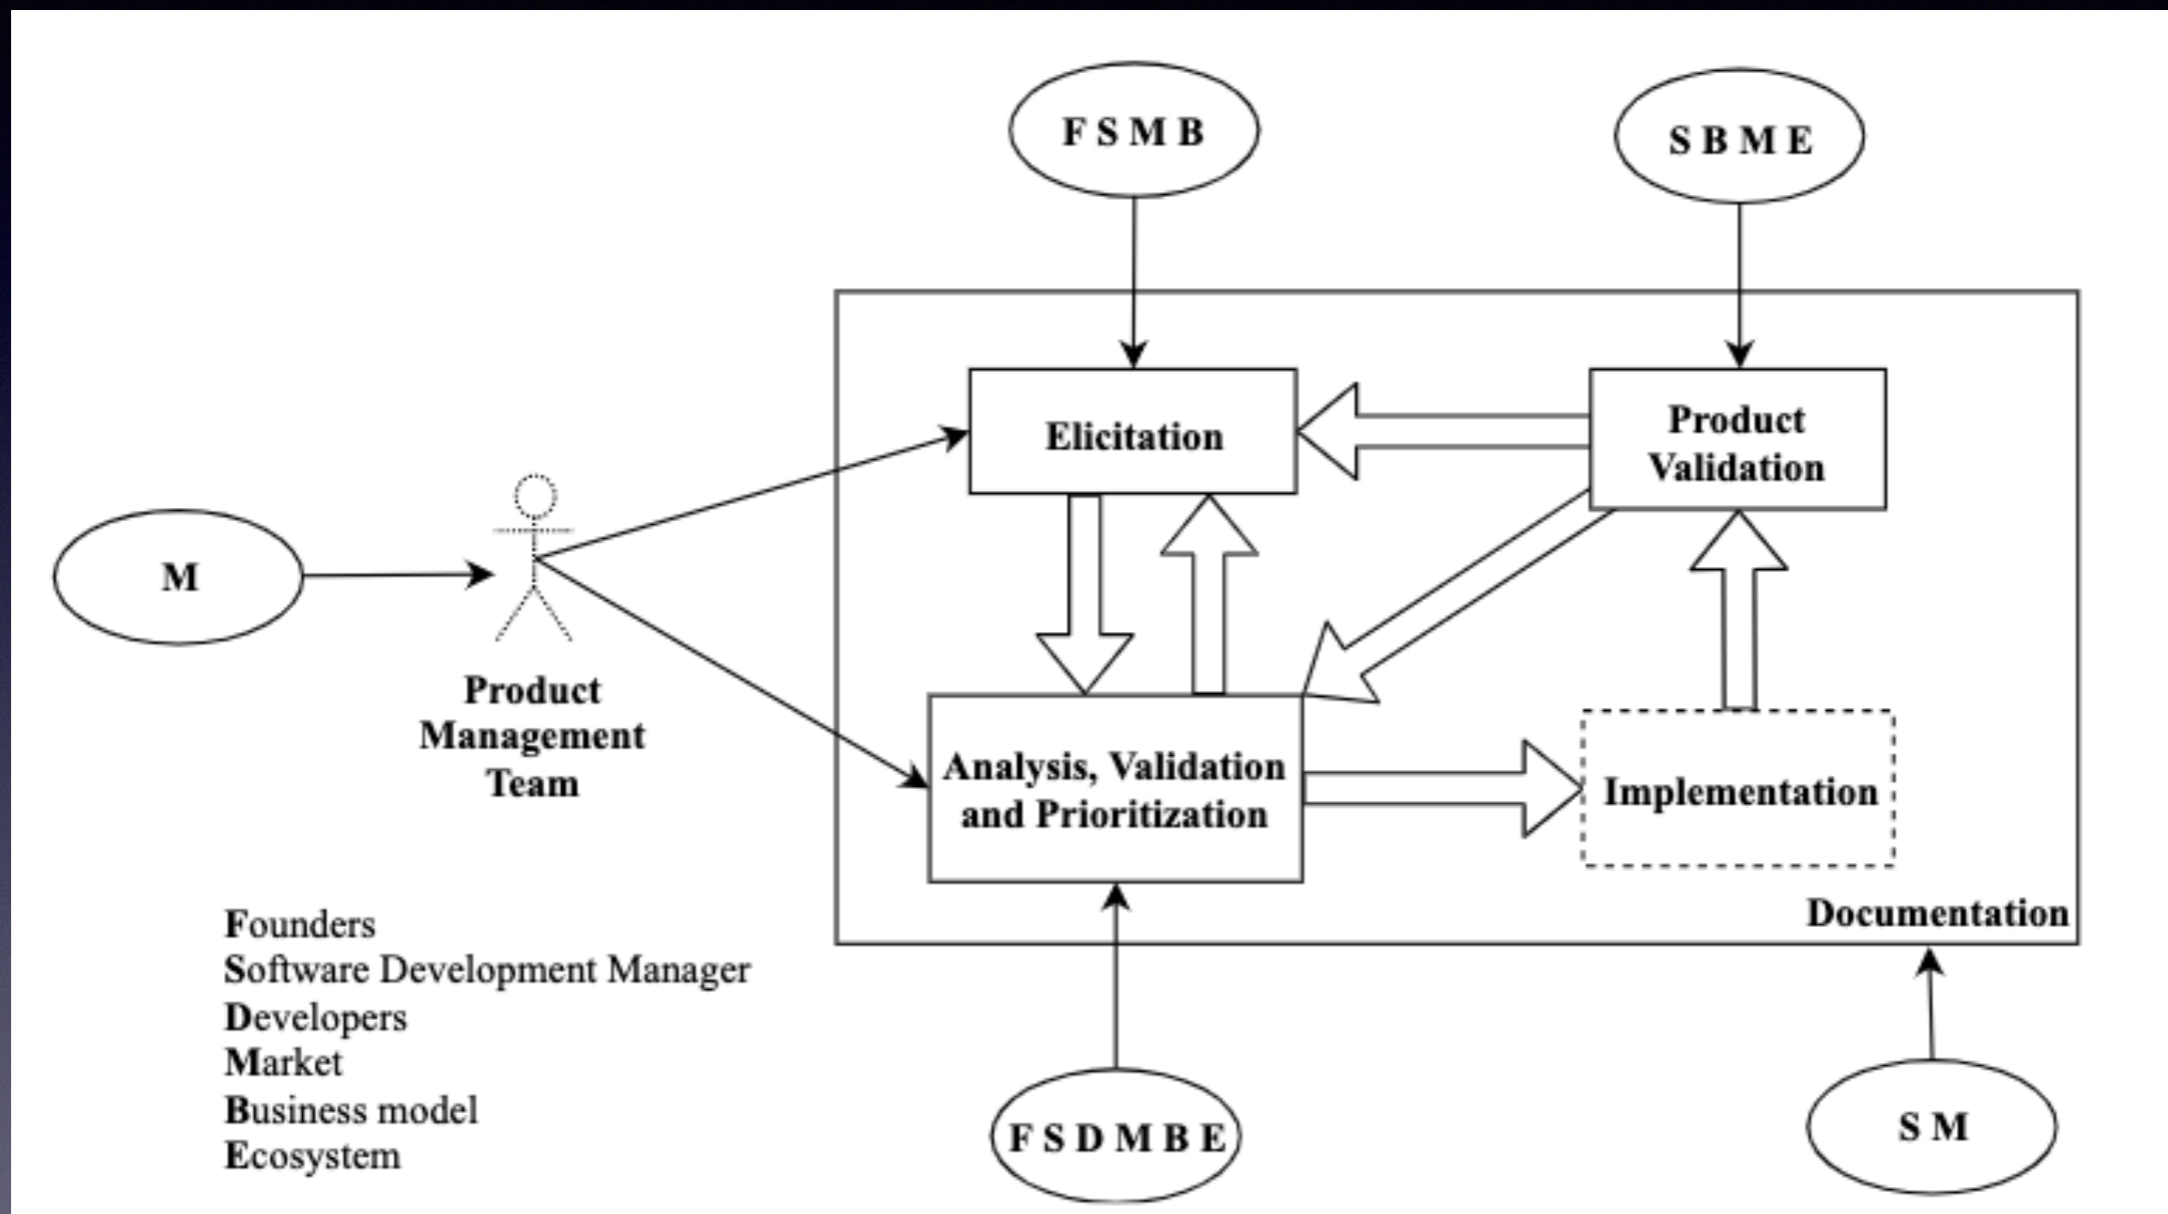 F S M B
S B M E
Elicitation
Product
Validation
M
Product
Management
Team
Analysis, Validation
and Prioritization
Implementation
Documentation
Founders
Software Development Manager
Developers
Market
Business model
Ecosystem
F S D M B E
S M